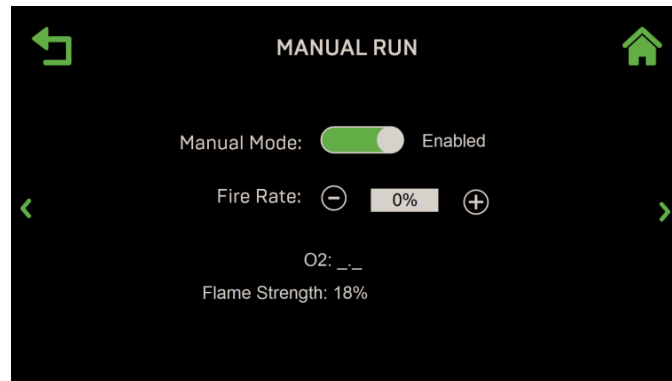 MANUAL RUN
Manual Mode: Enabled
Fire Rate: 0%
O2: _._
Flame Strength: 18%